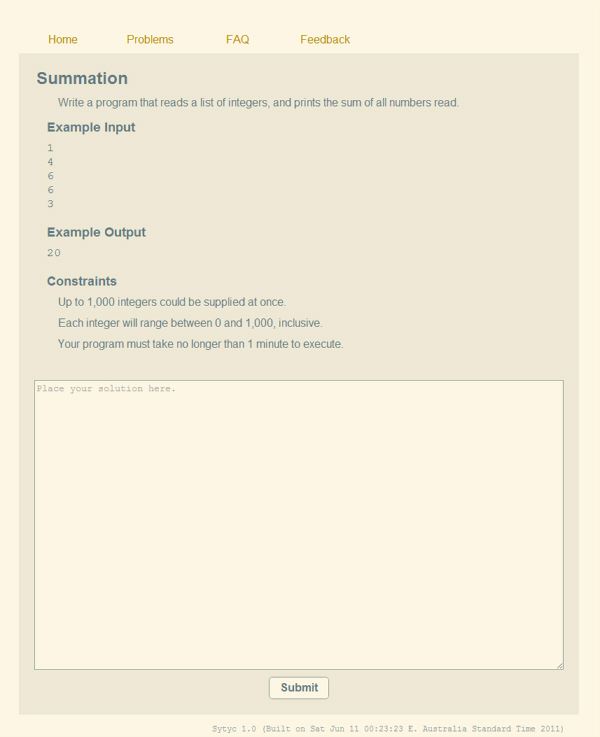 Home Problems FAQ Feedback
Summation
Write a program that reads a list of integers, and prints the sum of all numbers read.
Example Input
1
4
6
6
3
Example Output
20
Constraints
Up to 1,000 integers could be supplied at once.
Each integer will range between 0 and 1,000, inclusive.
Your program must take no longer than 1 minute to execute.
Place your solution here.
Submit
Sytyc 1.0 (Built on Sat Jun 11 00:23:23 E. Australia Standard Time 2011)